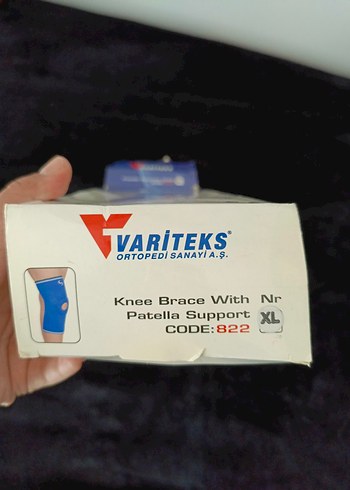 VARİTEKS®
ORTOPEDİ SANAYİ A.Ş.
Knee Brace With Nr
Patella Support XL
CODE:822